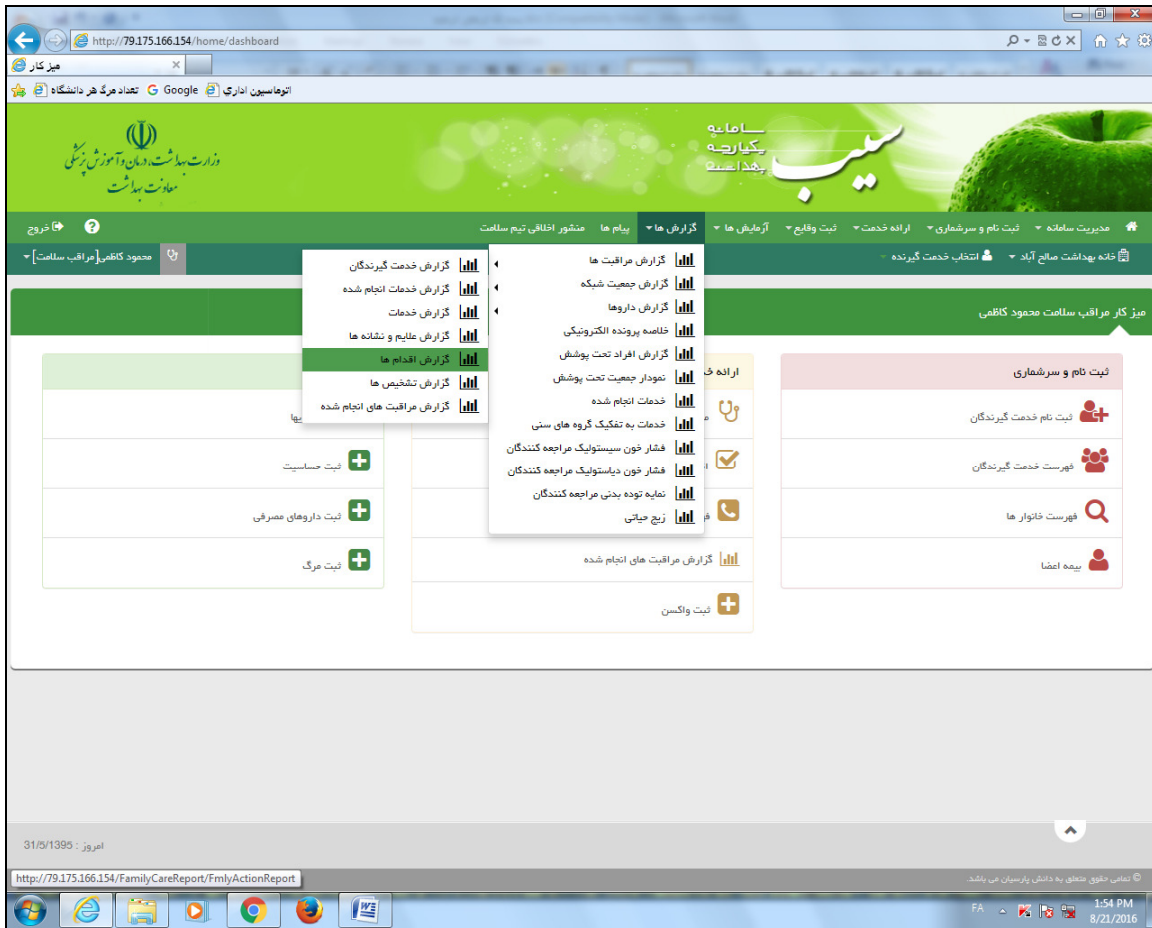 http://79.175.166.154/home/dashboard
میز کار
اتوماسیون اداري
Google
تعداد مرگ هر دانشگاه
وزارت بهداشت، درمان و آموزش پزشکی
معاونت بهداشت
سامانه
یکپارچه
بهداشت
سیب
مدیریت سامانه
ثبت نام و سرشماری
ارائه خدمت
ثبت وقایع
آزمایش ها
گزارش ها
پیام ها
منشور اخلاقی تیم سلامت
خروج
خانه بهداشت صالح آباد
انتخاب خدمت گیرنده
محمود کاظمی[مراقب سلامت]
میز کار مراقب سلامت محمود کاظمی
گزارش مراقبت ها
گزارش جمعیت شبکه
گزارش داروها
خلاصه پرونده الکترونیکی
گزارش افراد تحت پوشش
نمودار جمعیت تحت پوشش
خدمات انجام شده
خدمات به تفکیک گروه های سنی
فشار خون سیستولیک مراجعه کنندگان
فشار خون دیاستولیک مراجعه کنندکان
نمایه توده بدنی مراجعه کنندگان
زیج حیاتی
گزارش خدمت گیرندگان
گزارش خدمات انجام شده
گزارش خدمات
گزارش علایم و نشانه ها
گزارش اقدام ها
گزارش تشخیص ها
گزارش مراقبت های انجام شده
ثبت نام و سرشماری
ثبت نام خدمت گیرندگان
فهرست خدمت گیرندگان
فهرست خانوار ها
بیمه اعضا
ارائه
گزارش مراقبت های انجام شده
ثبت واکسن
ثبت حساسیت
ثبت داروهای مصرفی
ثبت مرگ
امروز : 31/5/1395
http://79.175.166.154/FamilyCareReport/FmlyActionReport
© تمامی حقوق متعلق به دانش پارسیان می باشد.
FA
1:54 PM
8/21/2016